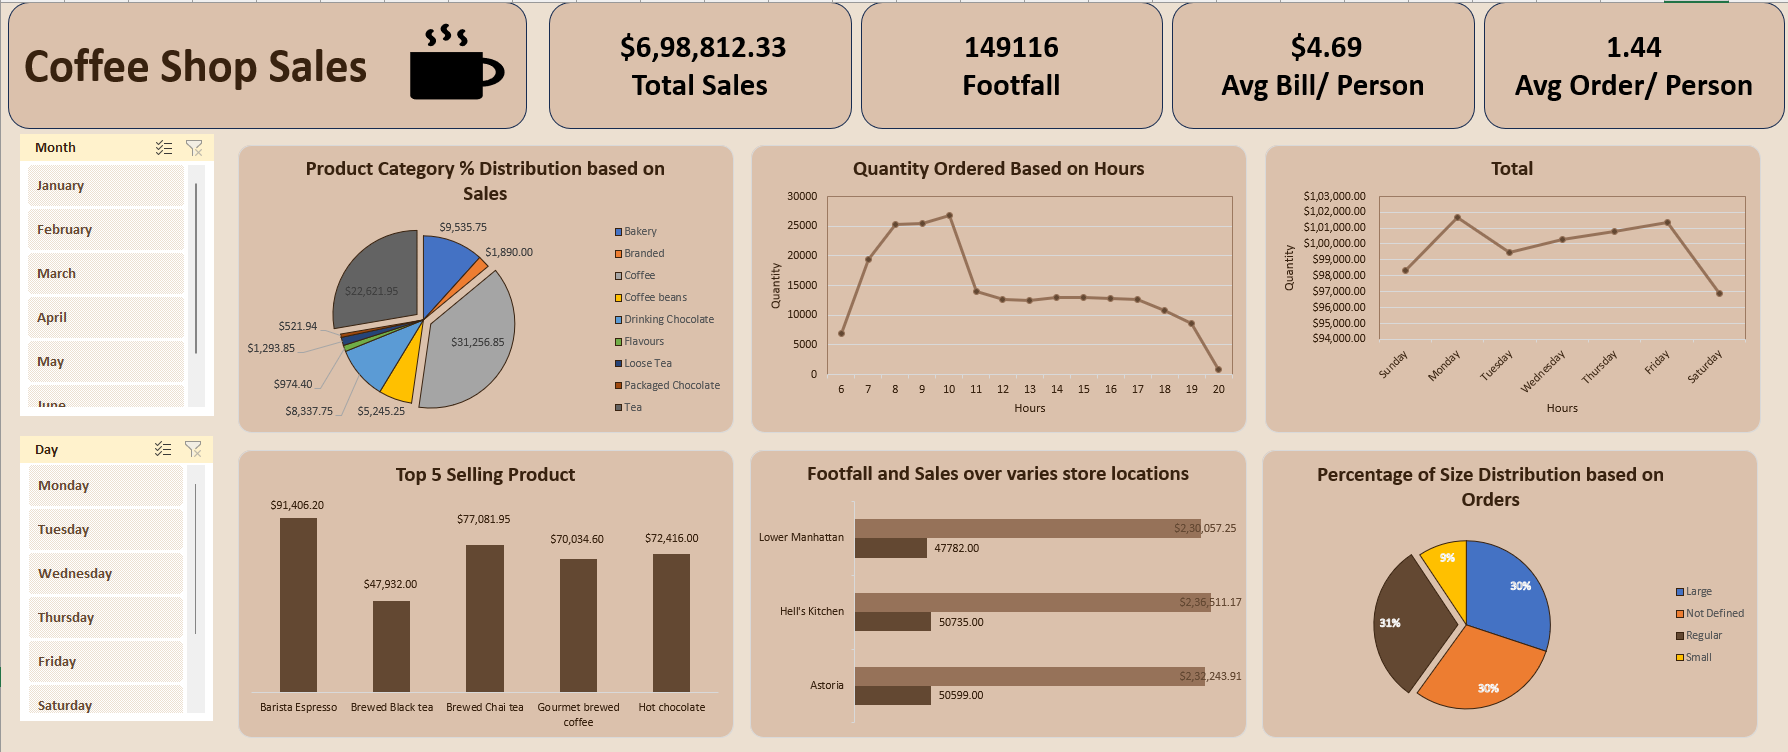 Coffee Shop Sales
$6,98,812.33
Total Sales
149116
Footfall
$4.69
Avg Bill/ Person
1.44
Avg Order/ Person
Month
January
February
March
April
May
June
Day
Monday
Tuesday
Wednesday
Thursday
Friday
Saturday
Product Category % Distribution based on
Sales
$9,535.75
$1,890.00
$31,256.85
$5,245.25
$8,337.75
$974.40
$1,293.85
$521.94
$22,621.95
Bakery
Branded
Coffee
Coffee beans
Drinking Chocolate
Flavours
Loose Tea
Packaged Chocolate
Tea
Quantity Ordered Based on Hours
Quantity
30000
25000
20000
15000
10000
5000
0
6 7 8 9 10 11 12 13 14 15 16 17 18 19 20
Hours
Total
Quantity
$1,03,000.00
$1,02,000.00
$1,01,000.00
$1,00,000.00
$99,000.00
$98,000.00
$97,000.00
$96,000.00
$95,000.00
$94,000.00
Sunday Monday Tuesday Wednesday Thursday Friday Saturday
Hours
Top 5 Selling Product
$91,406.20
$47,932.00
$77,081.95
$70,034.60
$72,416.00
Barista Espresso
Brewed Black tea
Brewed Chai tea
Gourmet brewed
coffee
Hot chocolate
Footfall and Sales over varies store locations
Lower Manhattan
$2,30,057.25
47782.00
Hell's Kitchen
$2,36,511.17
50735.00
Astoria
$2,32,243.91
50599.00
Percentage of Size Distribution based on
Orders
9%
30%
31%
30%
Large
Not Defined
Regular
Small